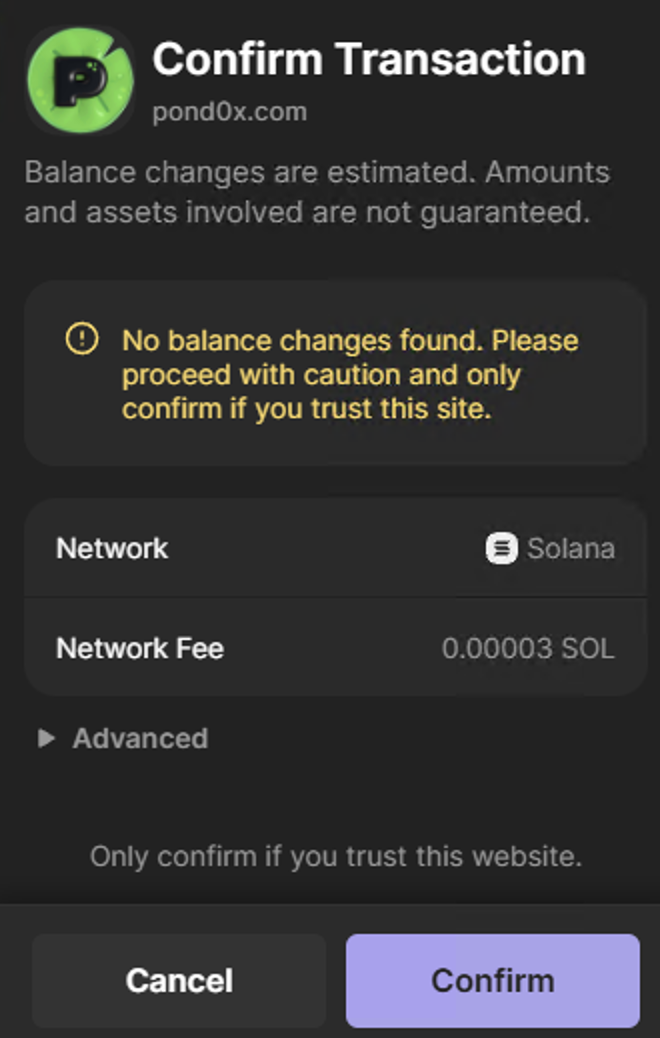 P
Confirm Transaction
pond0x.com
Balance changes are estimated. Amounts
and assets involved are not guaranteed.
No balance changes found. Please
proceed with caution and only
confirm if you trust this site.
Network Solana
Network Fee 0.00003 SOL
Advanced
Only confirm if you trust this website.
Cancel Confirm